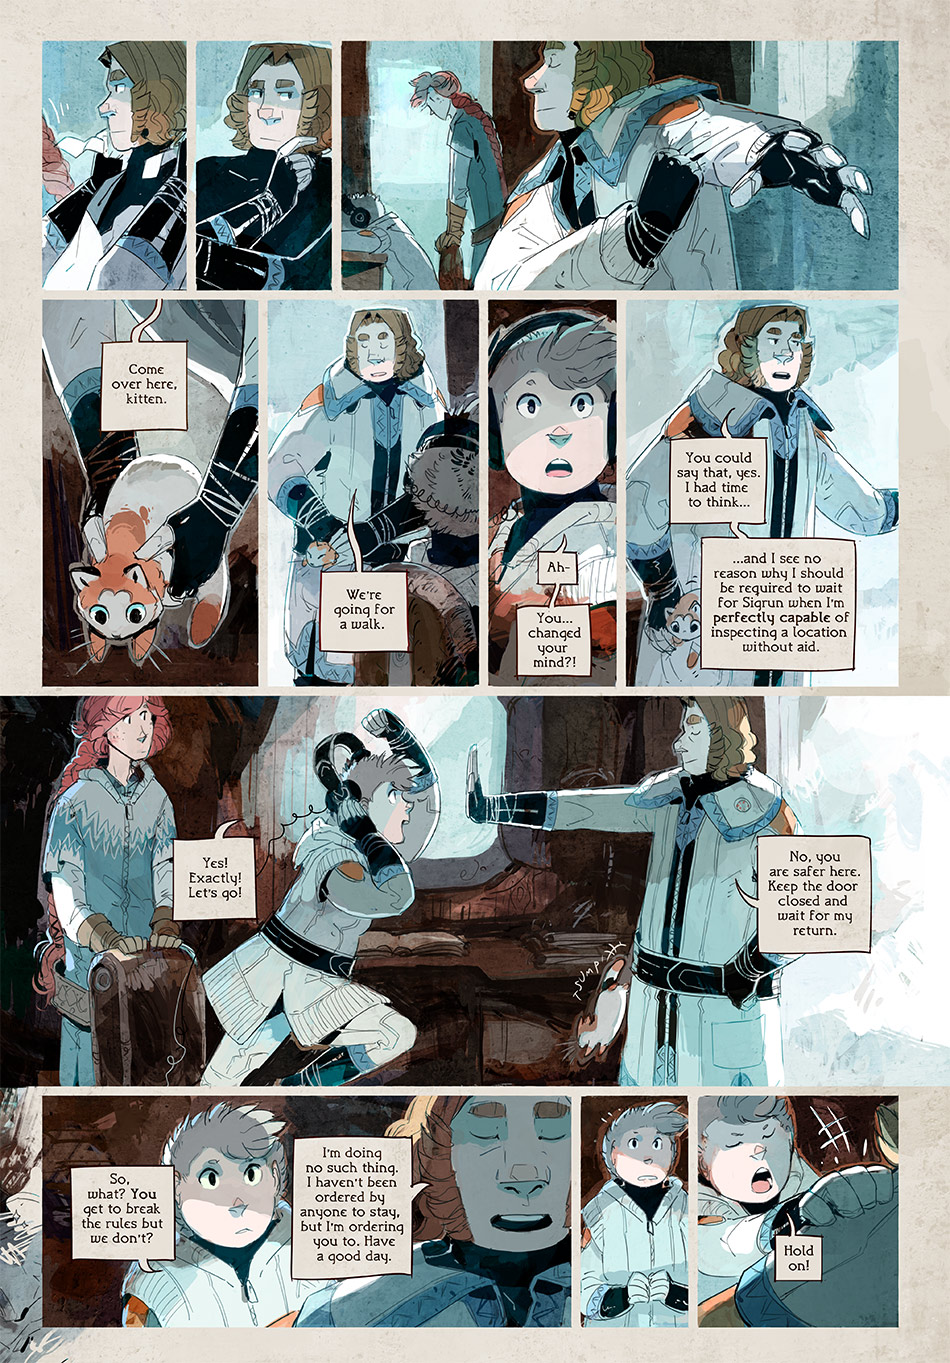 Come
over here,
kitten.
We're
going for
a walk.
Ah-
You...
changed
your
mind?!
You could
say that, yes.
I had time
to think...
...and I see no
reason why I should
be required to wait
for Sigrun when I'm
perfectly capable of
inspecting a location
without aid.
Yes!
Exactly!
Let's go!
TSUMP
No, you
are safer here.
Keep the door
closed and
wait for my
return.
So,
what? You
get to break
the rules but
we don't?
I'm doing
no such thing.
I haven't been
ordered by
anyone to stay,
but I'm ordering
you to. Have
a good day.
Hold
on!